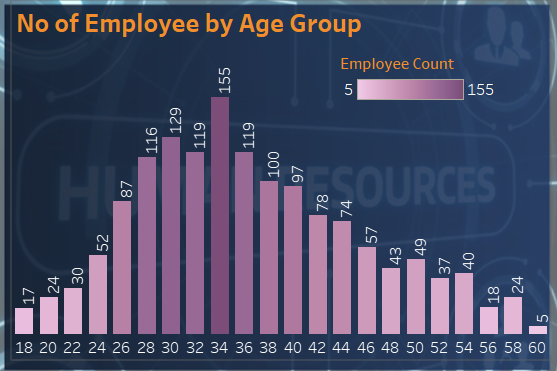 No of Employee by Age Group
Employee Count
5 155
17 24 30 52 87 116 129 119 155 119 100 97 78 74 57 43 49 37 40 18 24 5
HUMAN RESOURCES
18 20 22 24 26 28 30 32 34 36 38 40 42 44 46 48 50 52 54 56 58 60